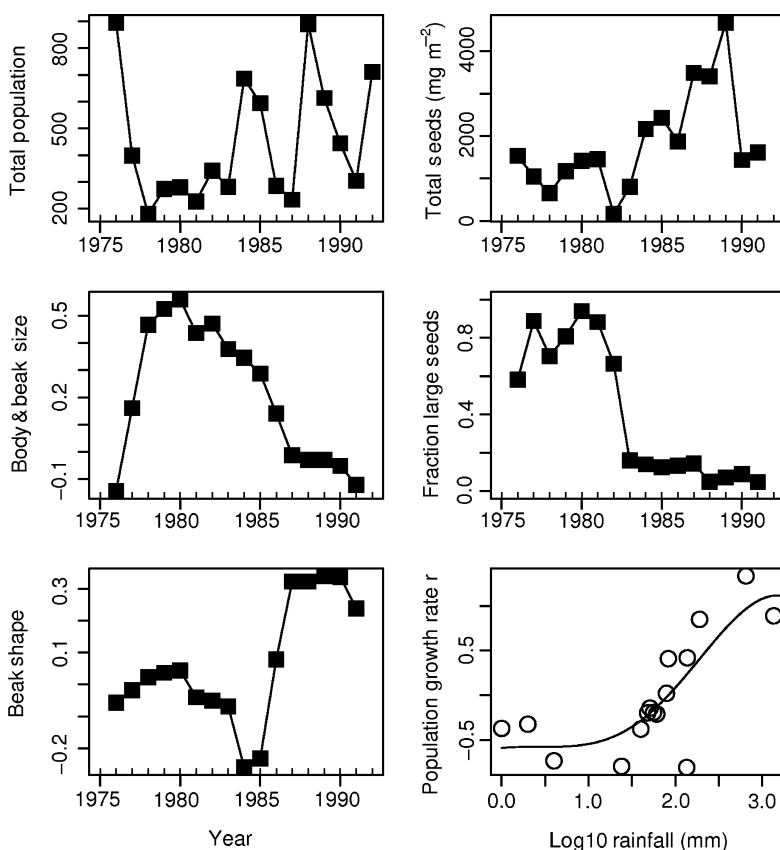 Total population
900
500
200
1975 1980 1985 1990
Total seeds (mg m−2)
4000
2000
0
1975 1980 1985 1990
Body & beak size
0.5
0.2
−0.1
1975 1980 1985 1990
Fraction large seeds
0.8
0.4
0.0
1975 1980 1985 1990
Beak shape
0.3
0.1
−0.2
1975 1980 1985 1990
Year
Population growth rate r
0.5
−0.5
0.0 1.0 2.0 3.0
Log10 rainfall (mm)